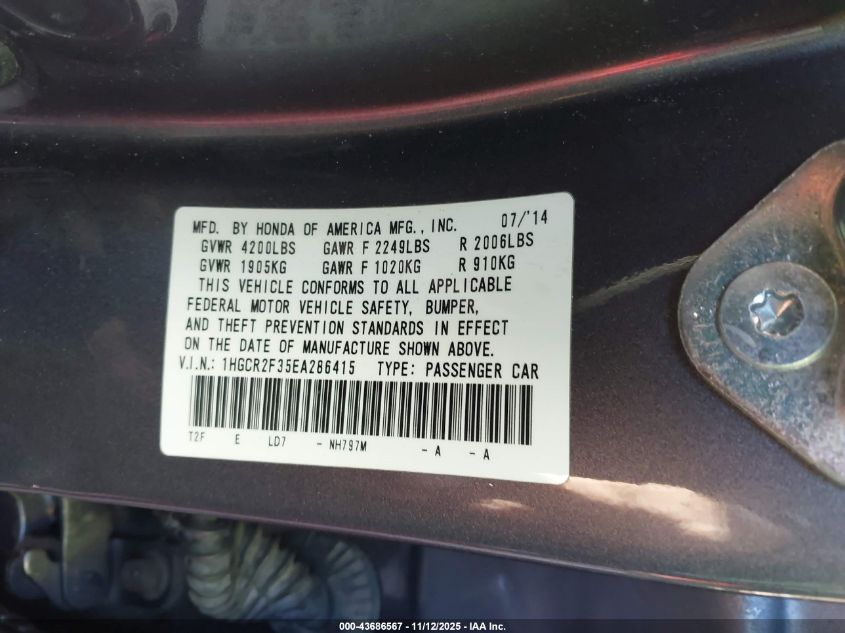 MFD. BY HONDA OF AMERICA MFG., INC. 07/'14
GVWR 4200LBS GAWR F 2249LBS R 2006LBS
GVWR 1905KG GAWR F 1020KG R 910KG
THIS VEHICLE CONFORMS TO ALL APPLICABLE
FEDERAL MOTOR VEHICLE SAFETY, BUMPER,
AND THEFT PREVENTION STANDARDS IN EFFECT
ON THE DATE OF MANUFACTURE SHOWN ABOVE.
V.I.N.: 1HGCR2F35EA286415 TYPE: PASSENGER CAR
T2F E LD7 - NH797M - A - A
000-43686567 - 11/12/2025 - IAA Inc.